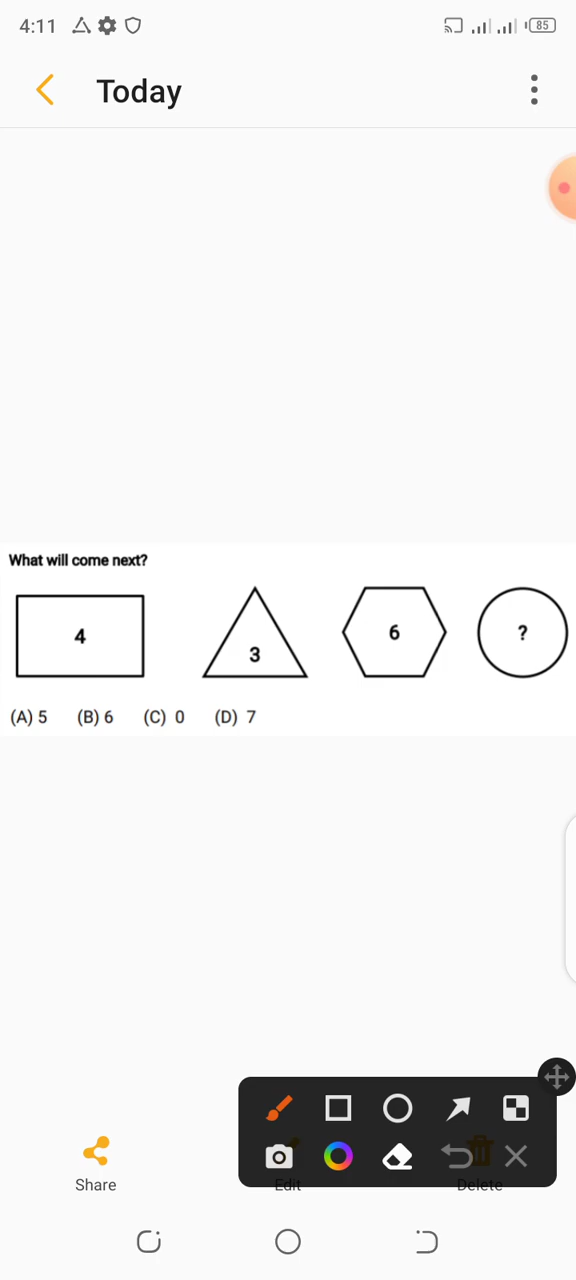 4:11 85
Today
What will come next?
4 3 6 ?
(A) 5 (B) 6 (C) 0 (D) 7
Share Edit Delete